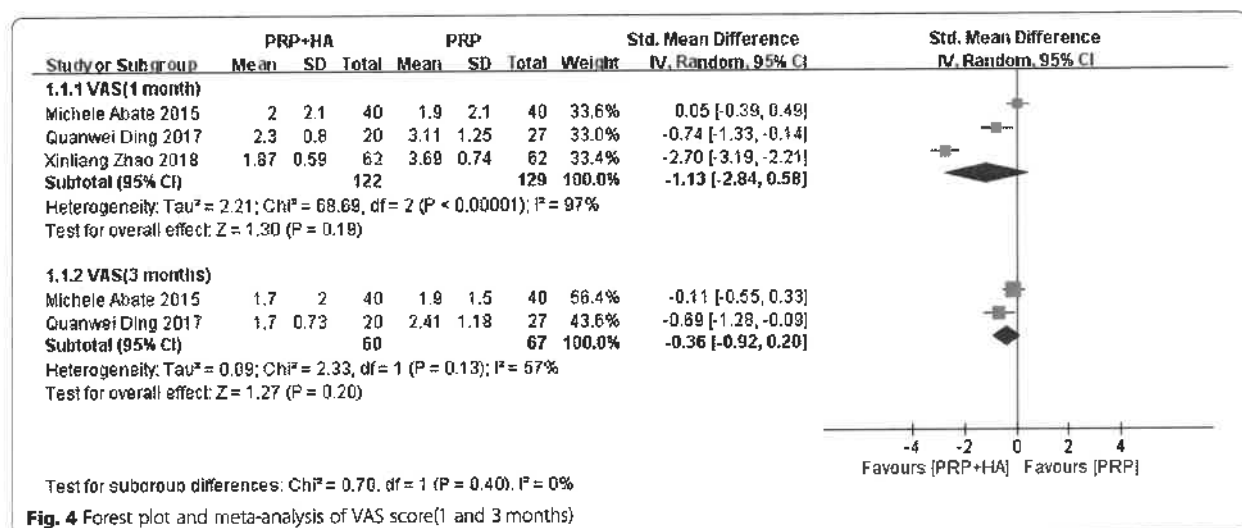 PRP+HA PRP Std. Mean Difference Std. Mean Difference
Study or Subgroup Mean SD Total Mean SD Total Weight IV, Random, 95% CI IV, Random, 95% CI
1.1.1 VAS(1 month)
Michele Abate 2015 2 2.1 40 1.9 2.1 40 33.6% 0.05 [-0.39, 0.49]
Quanwei Ding 2017 2.3 0.8 20 3.11 1.25 27 33.0% -0.74 [-1.33, -0.14]
Xinliang Zhao 2018 1.87 0.59 62 3.69 0.74 62 33.4% -2.70 [-3.19, -2.21]
Subtotal (95% CI) 122 129 100.0% -1.13 [-2.84, 0.58]
Heterogeneity: Tau² = 2.21; Chi² = 68.69, df = 2 (P < 0.00001); I² = 97%
Test for overall effect: Z = 1.30 (P = 0.19)
1.1.2 VAS(3 months)
Michele Abate 2015 1.7 2 40 1.9 1.5 40 56.4% -0.11 [-0.55, 0.33]
Quanwei Ding 2017 1.7 0.73 20 2.41 1.18 27 43.6% -0.69 [-1.28, -0.09]
Subtotal (95% CI) 60 67 100.0% -0.36 [-0.92, 0.20]
Heterogeneity: Tau² = 0.09; Chi² = 2.33, df = 1 (P = 0.13); I² = 57%
Test for overall effect: Z = 1.27 (P = 0.20)
-4 -2 0 2 4
Favours [PRP+HA] Favours [PRP]
Test for subgroup differences: Chi² = 0.70, df = 1 (P = 0.40), I² = 0%
Fig. 4 Forest plot and meta-analysis of VAS score(1 and 3 months)